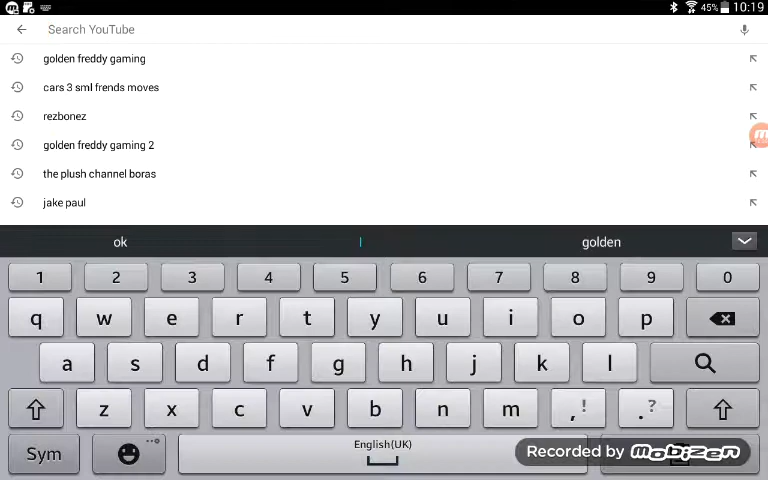 45% 10:19
Search YouTube
golden freddy gaming
cars 3 sml frends moves
rezbonez
golden freddy gaming 2
the plush channel boras
jake paul
ok I golden
1 2 3 4 5 6 7 8 9 0
q w e r t y u i o p
a s d f g h j k l
z x c v b n m ,! .?
Sym English(UK)
Recorded by mobizen